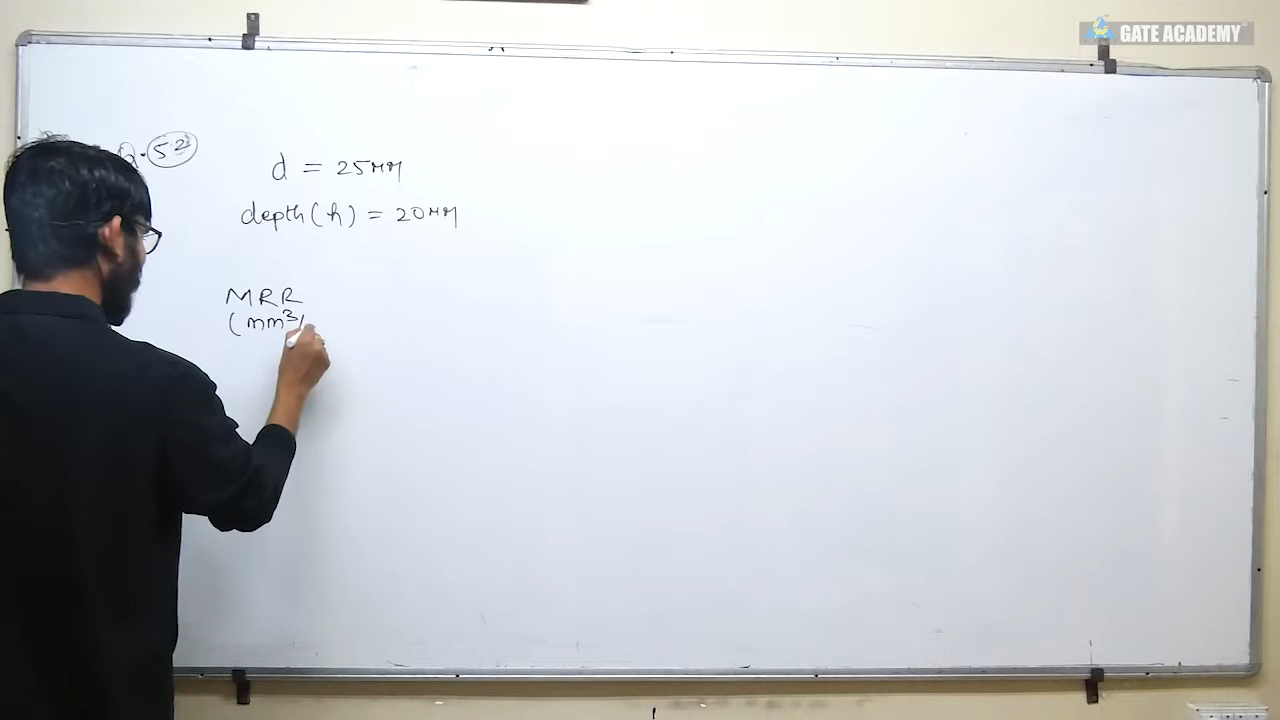 GATE ACADEMY
Q. 52
d = 25mm
depth(h) = 20mm
MRR
(mm³/